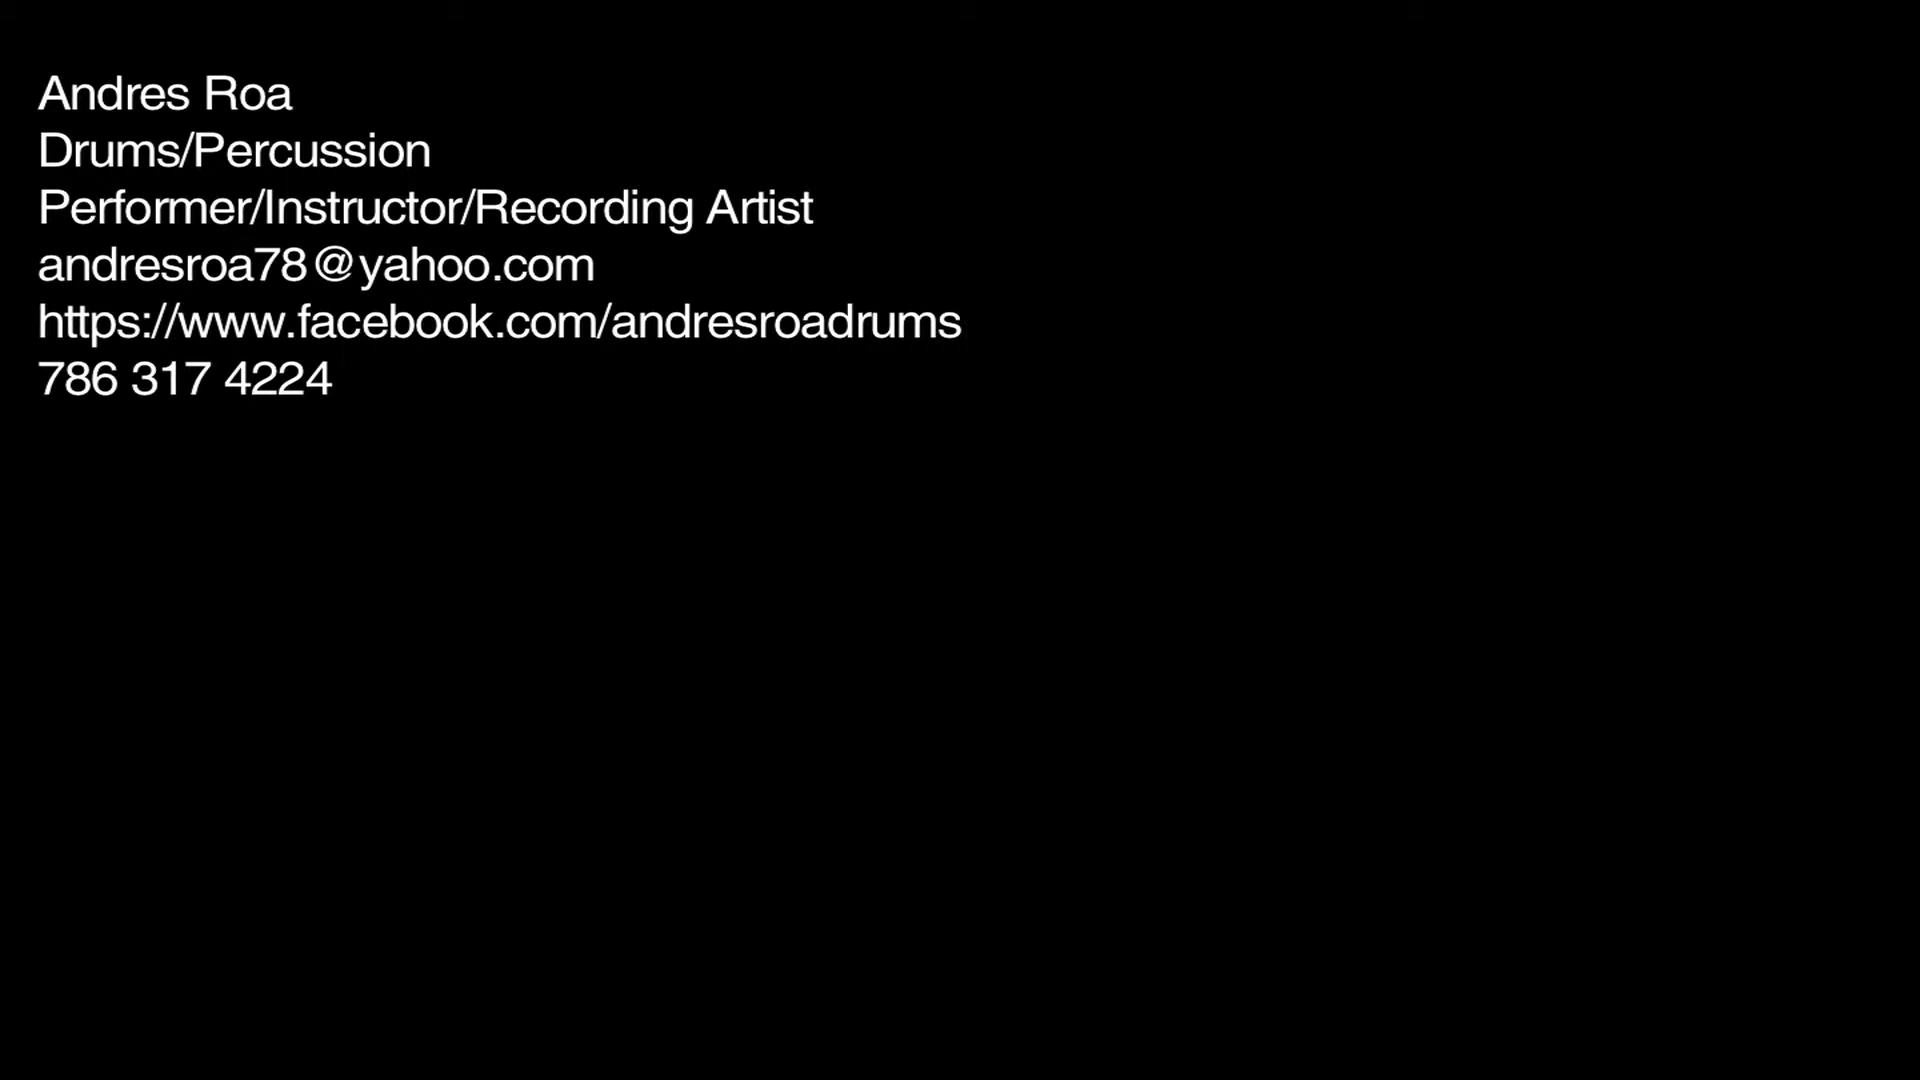 Andres Roa
Drums/Percussion
Performer/Instructor/Recording Artist
andresroa78@yahoo.com
https://www.facebook.com/andresroadrums
786 317 4224